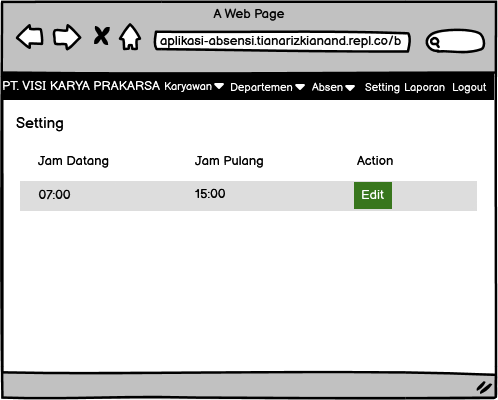 A Web Page
aplikasi-absensi.tianarizkianand.repl.co/b
PT. VISI KARYA PRAKARSA Karyawan Departemen Absen Setting Laporan Logout
Setting
Jam Datang Jam Pulang Action
07:00 15:00 Edit